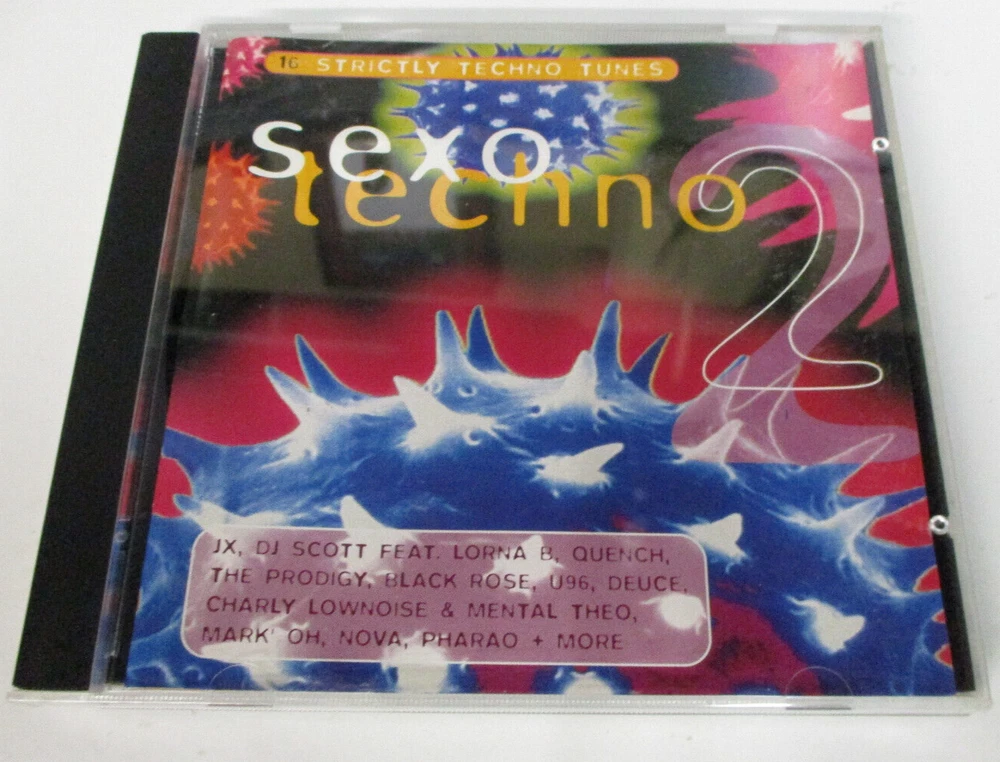 16 STRICTLY TECHNO TUNES
sexo
techno 2
JX, DJ SCOTT FEAT. LORNA B, QUENCH,
THE PRODIGY, BLACK ROSE, U96, DEUCE,
CHARLY LOWNOISE & MENTAL THEO,
MARK' OH, NOVA, PHARAO + MORE